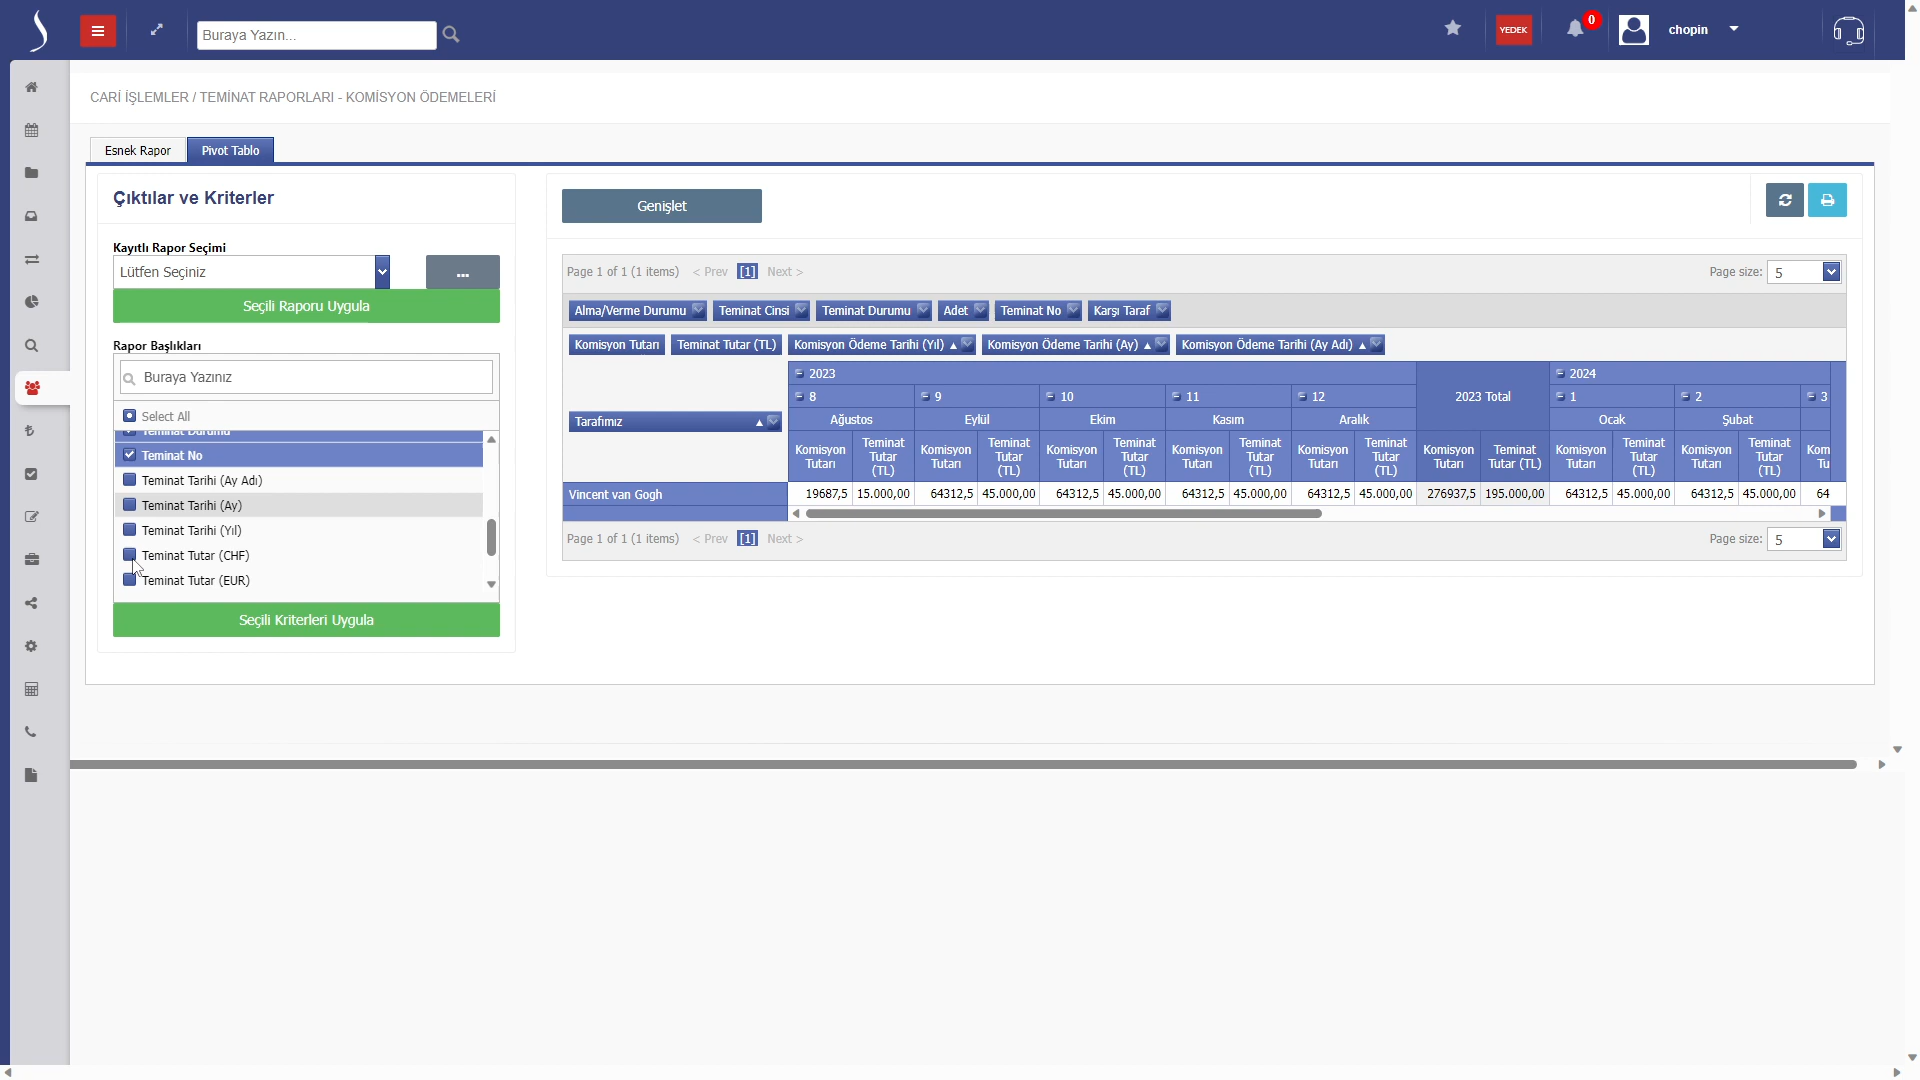 Buraya Yazın...
YEDEK
0
chopin
CARİ İŞLEMLER / TEMİNAT RAPORLARI - KOMİSYON ÖDEMELERİ
Esnek Rapor
Pivot Tablo
Çıktılar ve Kriterler
Kayıtlı Rapor Seçimi
Lütfen Seçiniz
...
Seçili Raporu Uygula
Rapor Başlıkları
Buraya Yazınız
Select All
Teminat Durumu
Teminat No
Teminat Tarihi (Ay Adı)
Teminat Tarihi (Ay)
Teminat Tarihi (Yıl)
Teminat Tutar (CHF)
Teminat Tutar (EUR)
Seçili Kriterleri Uygula
Genişlet
Page 1 of 1 (1 items) < Prev [1] Next >
Page size: 5
Alma/Verme Durumu Teminat Cinsi Teminat Durumu Adet Teminat No Karşı Taraf
Komisyon Tutarı Teminat Tutar (TL) Komisyon Ödeme Tarihi (Yıl) Komisyon Ödeme Tarihi (Ay) Komisyon Ödeme Tarihi (Ay Adı)
2023 2023 Total 2024
8 9 10 11 12 1 2 3
Tarafımız
Ağustos Eylül Ekim Kasım Aralık Ocak Şubat
Komisyon Tutarı Teminat Tutar (TL) Komisyon Tutarı Teminat Tutar (TL) Komisyon Tutarı Teminat Tutar (TL) Komisyon Tutarı Teminat Tutar (TL) Komisyon Tutarı Teminat Tutar (TL) Komisyon Tutarı Teminat Tutar (TL) Komisyon Tutarı Teminat Tutar (TL) Komisyon Tutarı Teminat Tutar (TL) Kom Tu
Vincent van Gogh 19687,5 15.000,00 64312,5 45.000,00 64312,5 45.000,00 64312,5 45.000,00 64312,5 45.000,00 276937,5 195.000,00 64312,5 45.000,00 64312,5 45.000,00 64
Page 1 of 1 (1 items) < Prev [1] Next >
Page size: 5